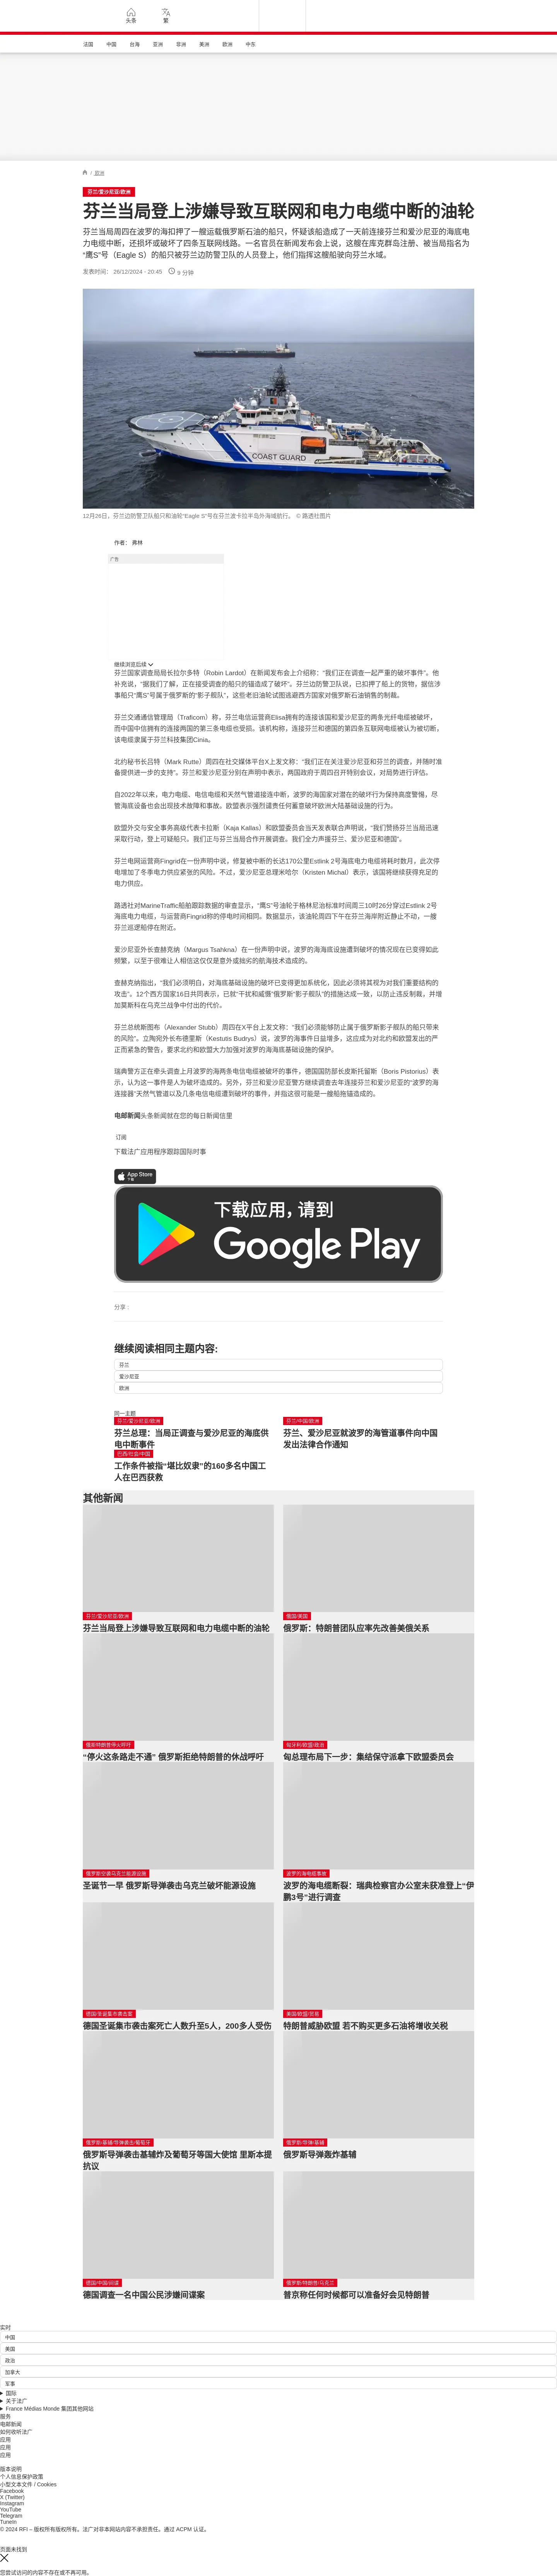 头条
繁
法国
中国
台海
亚洲
非洲
美洲
欧洲
中东
/ 欧洲
芬兰/爱沙尼亚/欧洲
芬兰当局登上涉嫌导致互联网和电力电缆中断的油轮
芬兰当局周四在波罗的海扣押了一艘运载俄罗斯石油的船只，怀疑该船造成了一天前连接芬兰和爱沙尼亚的海底电
力电缆中断，还损坏或破坏了四条互联网线路。一名官员在新闻发布会上说，这艘在库克群岛注册、被当局指名为
“鹰S”号（Eagle S）的船只被芬兰边防警卫队的人员登上，他们指挥这艘船驶向芬兰水域。
发表时间： 26/12/2024 - 20:45
9 分钟
COAST GUARD
12月26日，芬兰边防警卫队船只和油轮“Eagle S”号在芬兰波卡拉半岛外海域航行。 © 路透社图片
作者： 弗林
广告
继续浏览后续
芬兰国家调查局局长拉尔多特（Robin Lardot）在新闻发布会上介绍称：“我们正在调查一起严重的破坏事件”。他
补充说，“据我们了解，正在接受调查的船只的锚造成了破坏”。芬兰边防警卫队说，已扣押了船上的货物，据信涉
事船只“鹰S”号属于俄罗斯的“影子舰队”，这些老旧油轮试图逃避西方国家对俄罗斯石油销售的制裁。
芬兰交通通信管理局（Traficom）称，芬兰电信运营商Elisa拥有的连接该国和爱沙尼亚的两条光纤电缆被破坏，
而中国中信拥有的连接两国的第三条电缆也受损。该机构称，连接芬兰和德国的第四条互联网电缆被认为被切断，
该电缆隶属于芬兰科技集团Cinia。
北约秘书长吕特（Mark Rutte）周四在社交媒体平台X上发文称：“我们正在关注爱沙尼亚和芬兰的调查，并随时准
备提供进一步的支持”。芬兰和爱沙尼亚分别在声明中表示，两国政府于周四召开特别会议，对局势进行评估。
自2022年以来，电力电缆、电信电缆和天然气管道接连中断，波罗的海国家对潜在的破坏行为保持高度警惕，尽
管海底设备也会出现技术故障和事故。欧盟表示强烈谴责任何蓄意破坏欧洲大陆基础设施的行为。
欧盟外交与安全事务高级代表卡拉斯（Kaja Kallas）和欧盟委员会当天发表联合声明说，“我们赞扬芬兰当局迅速
采取行动，登上可疑船只。我们正与芬兰当局合作开展调查。我们全力声援芬兰、爱沙尼亚和德国”。
芬兰电网运营商Fingrid在一份声明中说，修复被中断的长达170公里Estlink 2号海底电力电缆将耗时数月，此次停
电增加了冬季电力供应紧张的风险。不过，爱沙尼亚总理米哈尔（Kristen Michal）表示，该国将继续获得充足的
电力供应。
路透社对MarineTraffic船舶跟踪数据的审查显示，“鹰S”号油轮于格林尼治标准时间周三10时26分穿过Estlink 2号
海底电力电缆，与运营商Fingrid称的停电时间相同。数据显示，该油轮周四下午在芬兰海岸附近静止不动，一艘
芬兰巡逻船停在附近。
爱沙尼亚外长查赫克纳（Margus Tsahkna）在一份声明中说，波罗的海海底设施遭到破坏的情况现在已变得如此
频繁，以至于很难让人相信这仅仅是意外或拙劣的航海技术造成的。
查赫克纳指出，“我们必须明白，对海底基础设施的破坏已变得更加系统化，因此必须将其视为对我们重要结构的
攻击”。12个西方国家16日共同表示，已就“干扰和威慑”俄罗斯“影子舰队”的措施达成一致，以防止违反制裁，并增
加莫斯科在乌克兰战争中付出的代价。
芬兰总统斯图布（Alexander Stubb）周四在X平台上发文称：“我们必须能够防止属于俄罗斯影子舰队的船只带来
的风险”。立陶宛外长布德里斯（Kestutis Budrys）说，波罗的海事件日益增多，这应成为对北约和欧盟发出的严
正而紧急的警告，要求北约和欧盟大力加强对波罗的海海底基础设施的保护。
瑞典警方正在牵头调查上月波罗的海两条电信电缆被破坏的事件，德国国防部长皮斯托留斯（Boris Pistorius）表
示，认为这一事件是人为破坏造成的。另外，芬兰和爱沙尼亚警方继续调查去年连接芬兰和爱沙尼亚的“波罗的海
连接器”天然气管道以及几条电信电缆遭到破坏的事件，并指这很可能是一艘船拖锚造成的。
电邮新闻头条新闻就在您的每日新闻信里
订阅
下载法广应用程序跟踪国际时事
App Store
下载
下载应用，请到
Google Play
分享 :
继续阅读相同主题内容:
芬兰
爱沙尼亚
欧洲
同一主题
芬兰/爱沙尼亚/欧洲
芬兰总理：当局正调查与爱沙尼亚的海底供
电中断事件
芬兰/中国/欧洲
芬兰、爱沙尼亚就波罗的海管道事件向中国
发出法律合作通知
巴西/社会/中国
工作条件被指“堪比奴隶”的160多名中国工
人在巴西获救
其他新闻
芬兰/爱沙尼亚/欧洲
芬兰当局登上涉嫌导致互联网和电力电缆中断的油轮
俄国/美国
俄罗斯：特朗普团队应率先改善美俄关系
俄拒特朗普停火呼吁
“停火这条路走不通” 俄罗斯拒绝特朗普的休战呼吁
匈牙利/欧盟/政治
匈总理布局下一步：集结保守派拿下欧盟委员会
俄罗斯空袭乌克兰能源设施
圣诞节一早 俄罗斯导弹袭击乌克兰破坏能源设施
波罗的海电缆事故
波罗的海电缆断裂：瑞典检察官办公室未获准登上“伊
鹏3号”进行调查
德国/圣诞集市袭击案
德国圣诞集市袭击案死亡人数升至5人，200多人受伤
美国/欧盟/贸易
特朗普威胁欧盟 若不购买更多石油将增收关税
俄罗斯/基辅/导弹袭击/葡萄牙
俄罗斯导弹袭击基辅炸及葡萄牙等国大使馆 里斯本提
抗议
俄罗斯/导弹/基辅
俄罗斯导弹轰炸基辅
德国/中国/间谍
德国调查一名中国公民涉嫌间谍案
俄罗斯/特朗普/乌克兰
普京称任何时候都可以准备好会见特朗普
实时
中国
美国
政治
加拿大
军事
国际
关于法广
France Médias Monde 集团其他网站
服务
电邮新闻
如何收听法广
应用
应用
应用
版本说明
个人信息保护政策
小型文本文件 / Cookies
Facebook
X (Twitter)
Instagram
YouTube
Telegram
TuneIn
© 2024 RFI – 版权所有版权所有。法广对非本网站内容不承担责任。通过 ACPM 认证。
页面未找到
您尝试访问的内容不存在或不再可用。